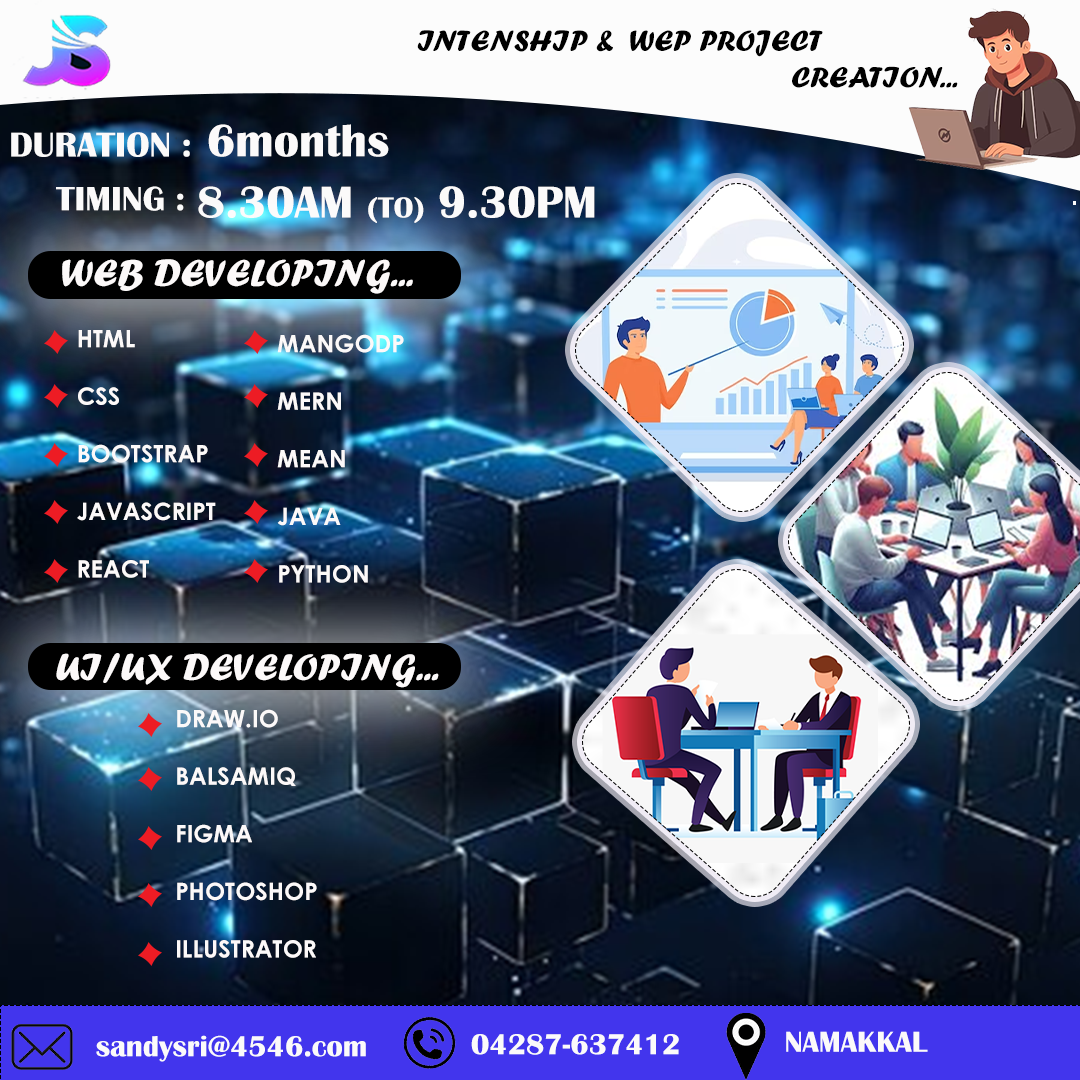 INTENSHIP & WEP PROJECT
CREATION...
DURATION : 6months
TIMING : 8.30AM (TO) 9.30PM
WEB DEVELOPING...
HTML
CSS
BOOTSTRAP
JAVASCRIPT
REACT
MANGODP
MERN
MEAN
JAVA
PYTHON
UI/UX DEVELOPING...
DRAW.IO
BALSAMIQ
FIGMA
PHOTOSHOP
ILLUSTRATOR
sandysri@4546.com
04287-637412
NAMAKKAL